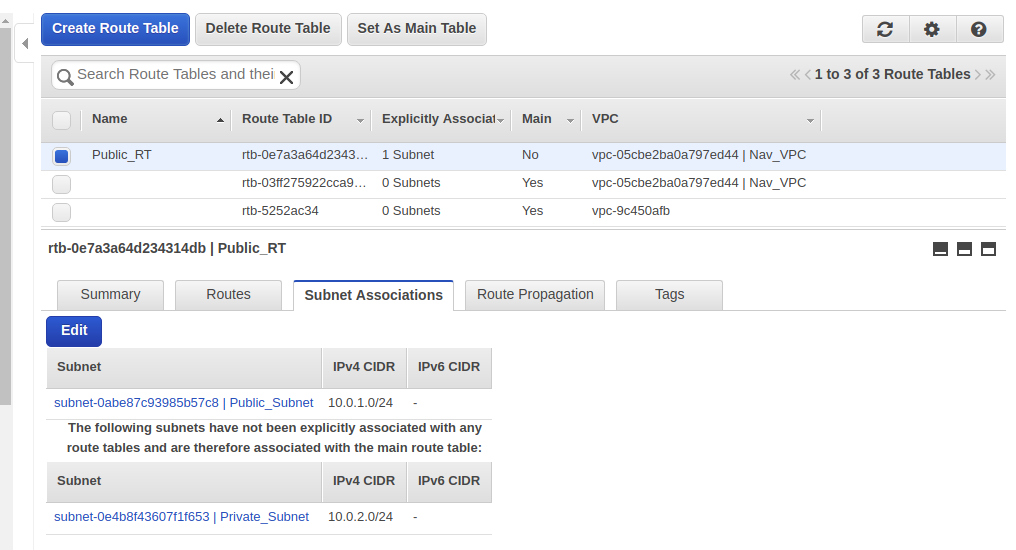 Create Route Table Delete Route Table Set As Main Table
Search Route Tables and thei
1 to 3 of 3 Route Tables
Name Route Table ID Explicitly Associat Main VPC
Public_RT rtb-0e7a3a64d2343... 1 Subnet No vpc-05cbe2ba0a797ed44 | Nav_VPC
rtb-03ff275922cca9... 0 Subnets Yes vpc-05cbe2ba0a797ed44 | Nav_VPC
rtb-5252ac34 0 Subnets Yes vpc-9c450afb
rtb-0e7a3a64d234314db | Public_RT
Summary Routes Subnet Associations Route Propagation Tags
Edit
Subnet IPv4 CIDR IPv6 CIDR
subnet-0abe87c93985b57c8 | Public_Subnet 10.0.1.0/24 -
The following subnets have not been explicitly associated with any
route tables and are therefore associated with the main route table:
Subnet IPv4 CIDR IPv6 CIDR
subnet-0e4b8f43607f1f653 | Private_Subnet 10.0.2.0/24 -